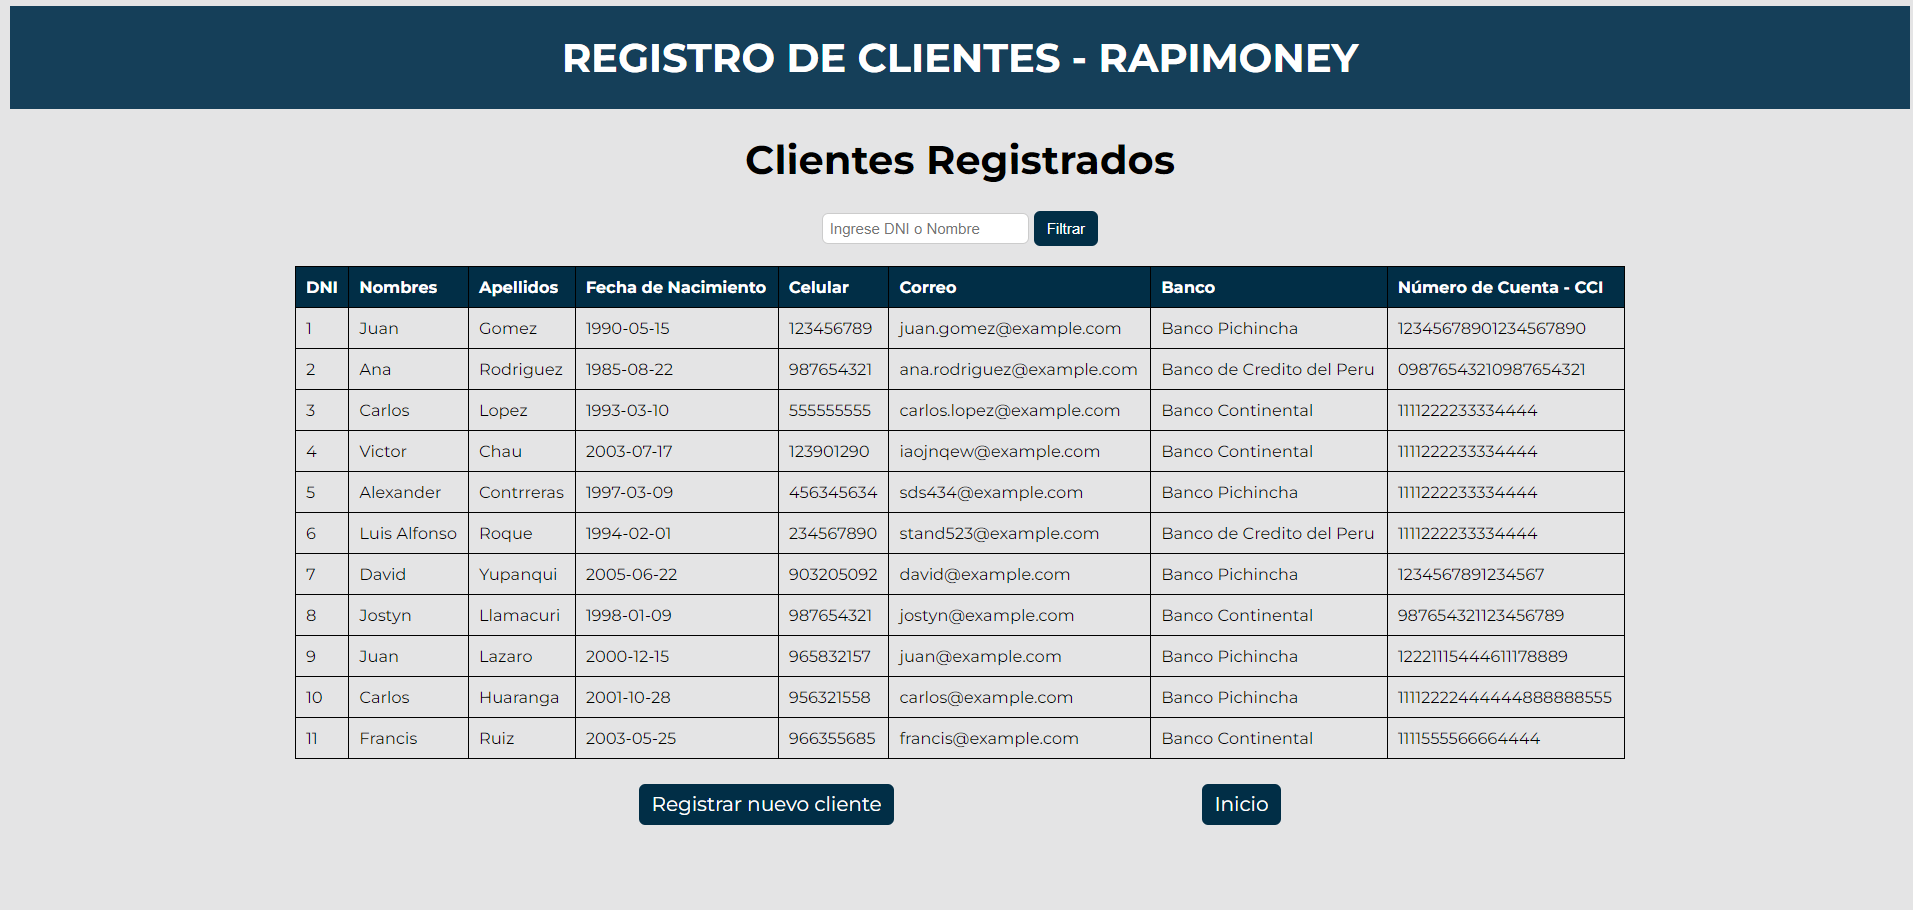 REGISTRO DE CLIENTES - RAPIMONEY
Clientes Registrados
Ingrese DNI o Nombre Filtrar
DNI Nombres Apellidos Fecha de Nacimiento Celular Correo Banco Número de Cuenta - CCI
1 Juan Gomez 1990-05-15 123456789 juan.gomez@example.com Banco Pichincha 12345678901234567890
2 Ana Rodriguez 1985-08-22 987654321 ana.rodriguez@example.com Banco de Credito del Peru 09876543210987654321
3 Carlos Lopez 1993-03-10 555555555 carlos.lopez@example.com Banco Continental 1111222233334444
4 Victor Chau 2003-07-17 123901290 iaojnqew@example.com Banco Continental 1111222233334444
5 Alexander Contrreras 1997-03-09 456345634 sds434@example.com Banco Pichincha 1111222233334444
6 Luis Alfonso Roque 1994-02-01 234567890 stand523@example.com Banco de Credito del Peru 1111222233334444
7 David Yupanqui 2005-06-22 903205092 david@example.com Banco Pichincha 1234567891234567
8 Jostyn Llamacuri 1998-01-09 987654321 jostyn@example.com Banco Continental 987654321123456789
9 Juan Lazaro 2000-12-15 965832157 juan@example.com Banco Pichincha 12221115444611178889
10 Carlos Huaranga 2001-10-28 956321558 carlos@example.com Banco Pichincha 11112222444444888888555
11 Francis Ruiz 2003-05-25 966355685 francis@example.com Banco Continental 1111555566664444
Registrar nuevo cliente Inicio